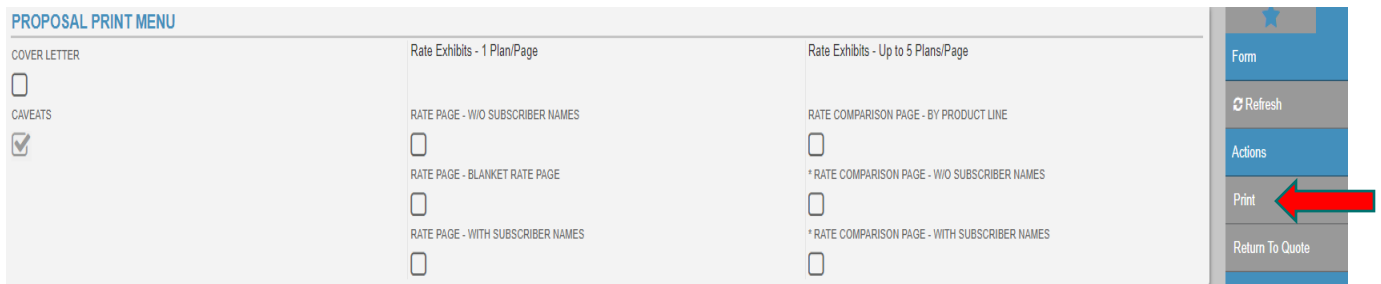 PROPOSAL PRINT MENU
COVER LETTER
CAVEATS
Rate Exhibits - 1 Plan/Page
RATE PAGE - W/O SUBSCRIBER NAMES
RATE PAGE - BLANKET RATE PAGE
RATE PAGE - WITH SUBSCRIBER NAMES
Rate Exhibits - Up to 5 Plans/Page
RATE COMPARISON PAGE - BY PRODUCT LINE
* RATE COMPARISON PAGE - W/O SUBSCRIBER NAMES
* RATE COMPARISON PAGE - WITH SUBSCRIBER NAMES
Form
Refresh
Actions
Print
Return To Quote